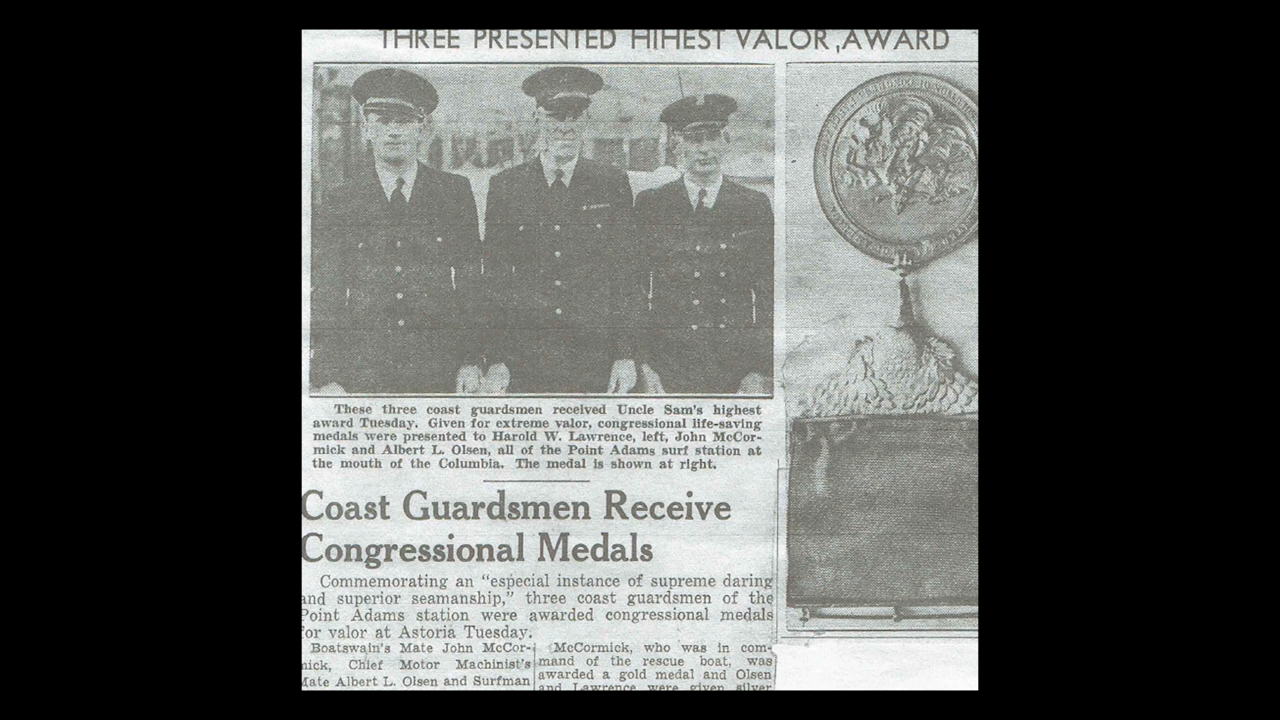 THREE PRESENTED HIHEST VALOR, AWARD
These three coast guardsmen received Uncle Sam's highest
award Tuesday. Given for extreme valor, congressional life-saving
medals were presented to Harold W. Lawrence, left, John McCor-
mick and Albert L. Olsen, all of the Point Adams surf station at
the mouth of the Columbia. The medal is shown at right.
Coast Guardsmen Receive
Congressional Medals
Commemorating an "especial instance of supreme daring
and superior seamanship," three coast guardsmen of the
Point Adams station were awarded congressional medals
for valor at Astoria Tuesday.
Boatswain's Mate John McCor-
mick, Chief Motor Machinist's
Mate Albert L. Olsen and Surfman
McCormick, who was in com-
mand of the rescue boat, was
awarded a gold medal and Olsen
and Lawrence were given silver